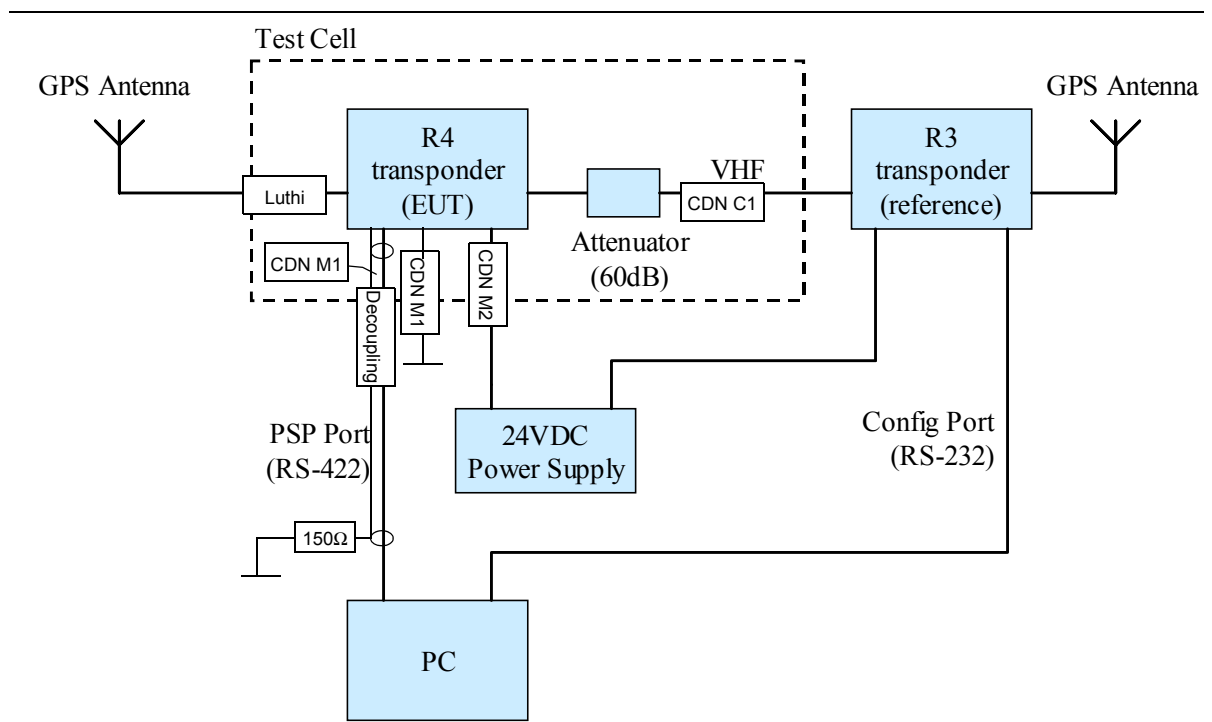 Test Cell
GPS Antenna
GPS Antenna
R4
transponder
(EUT)
R3
transponder
(reference)
VHF
Luthi
CDN C1
Attenuator
(60dB)
CDN M1
CDN M1
CDN M2
Decoupling
PSP Port
(RS-422)
24VDC
Power Supply
Config Port
(RS-232)
150Ω
PC